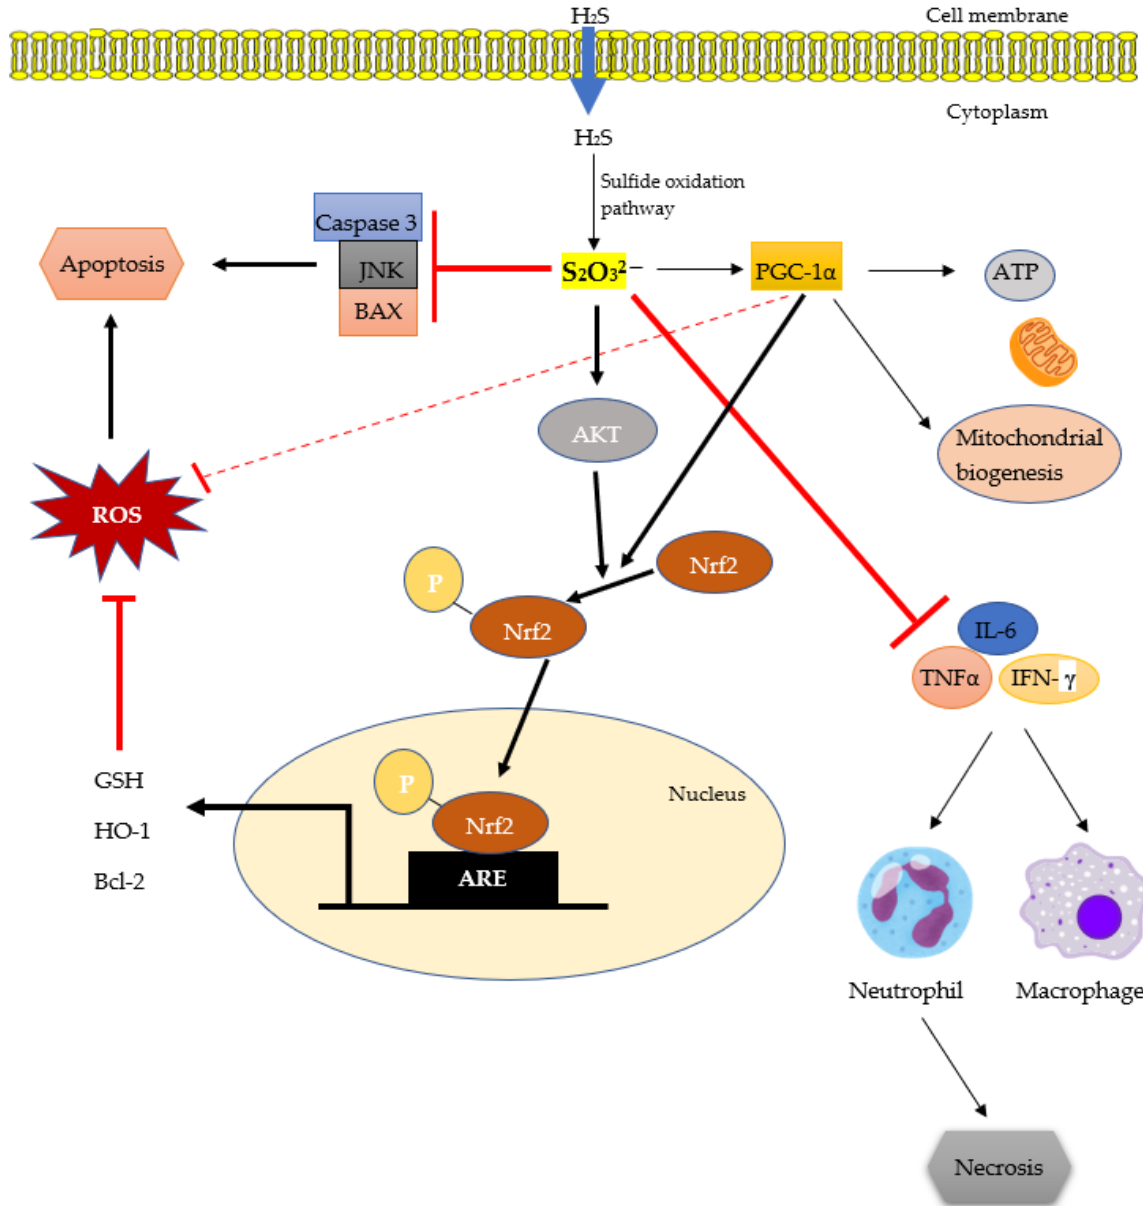 H₂S
Cell membrane
Cytoplasm
H₂S
Sulfide oxidation
pathway
Caspase 3
JNK
BAX
Apoptosis
S₂O₃²⁻
PGC-1α
ATP
AKT
Mitochondrial
biogenesis
ROS
P
Nrf2
Nrf2
IL-6
TNFα
IFN- γ
GSH
HO-1
Bcl-2
P
Nrf2
ARE
Nucleus
Neutrophil
Macrophage
Necrosis